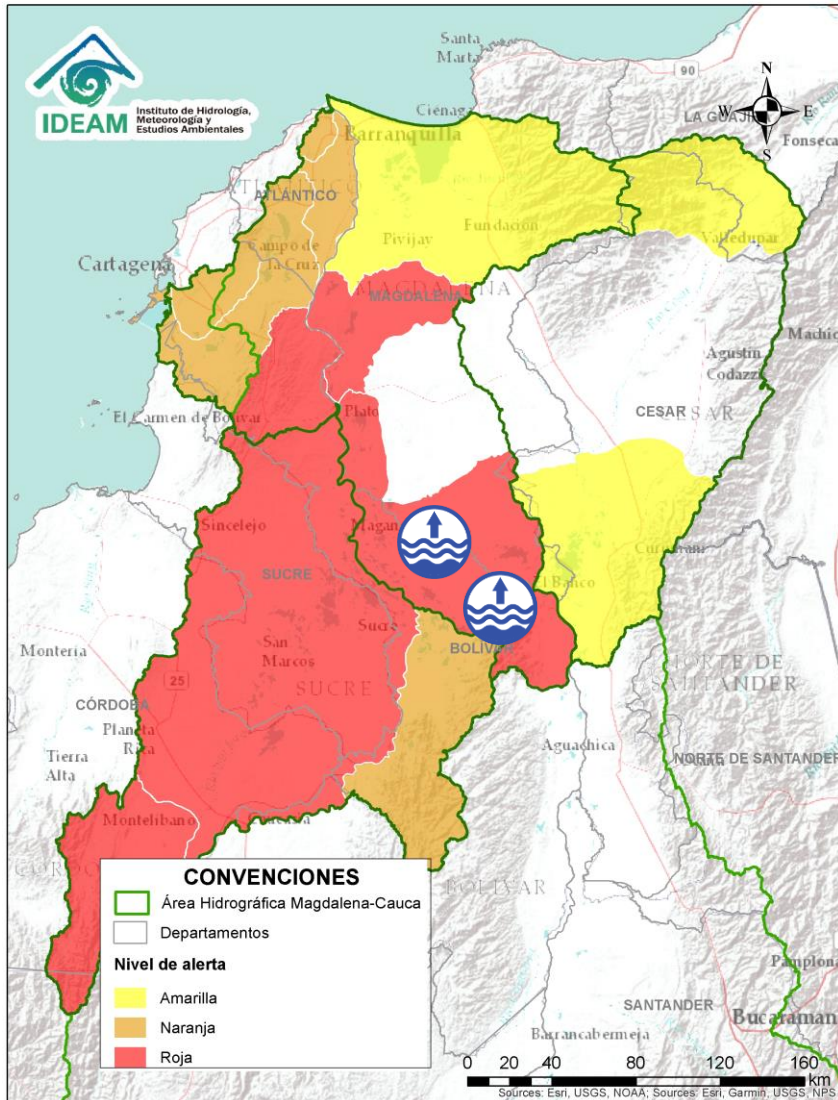 IDEAM
Instituto de Hidrología,
Meteorología y
Estudios Ambientales
Santa
Marta
90
N
W
E
S
LA GUAJI
Fonseca
Ciénaga
Barranquilla
ATLÁNTICO
Campo de
la Cruz
Pivijay
Fundación
Valledupar
Cartagena
MAGDALENA
Agustín
Codazzi
CESAR
CESAR
El Carmen de Bolívar
Plato
Sincelejo
Magan
SUCRE
El Banco
Sucre
Montería
San
Marcos
BOLÍVAR
25
SUCRE
NORTE DE
SANTANDER
CÓRDOBA
Planeta
Rica
Aguachica
NORTE DE SANTANDER
Tierra
Alta
Montelíbano
BOLÍVAR
CONVENCIONES
Área Hidrográfica Magdalena-Cauca
Departamentos
Nivel de alerta
Amarilla
Naranja
Roja
Pamplona
SANTANDER
Bucaraman
Barrancabermeja
0 20 40 80 120 160
km
Sources: Esri, USGS, NOAA; Sources: Esri, Garmin, USGS, NPS